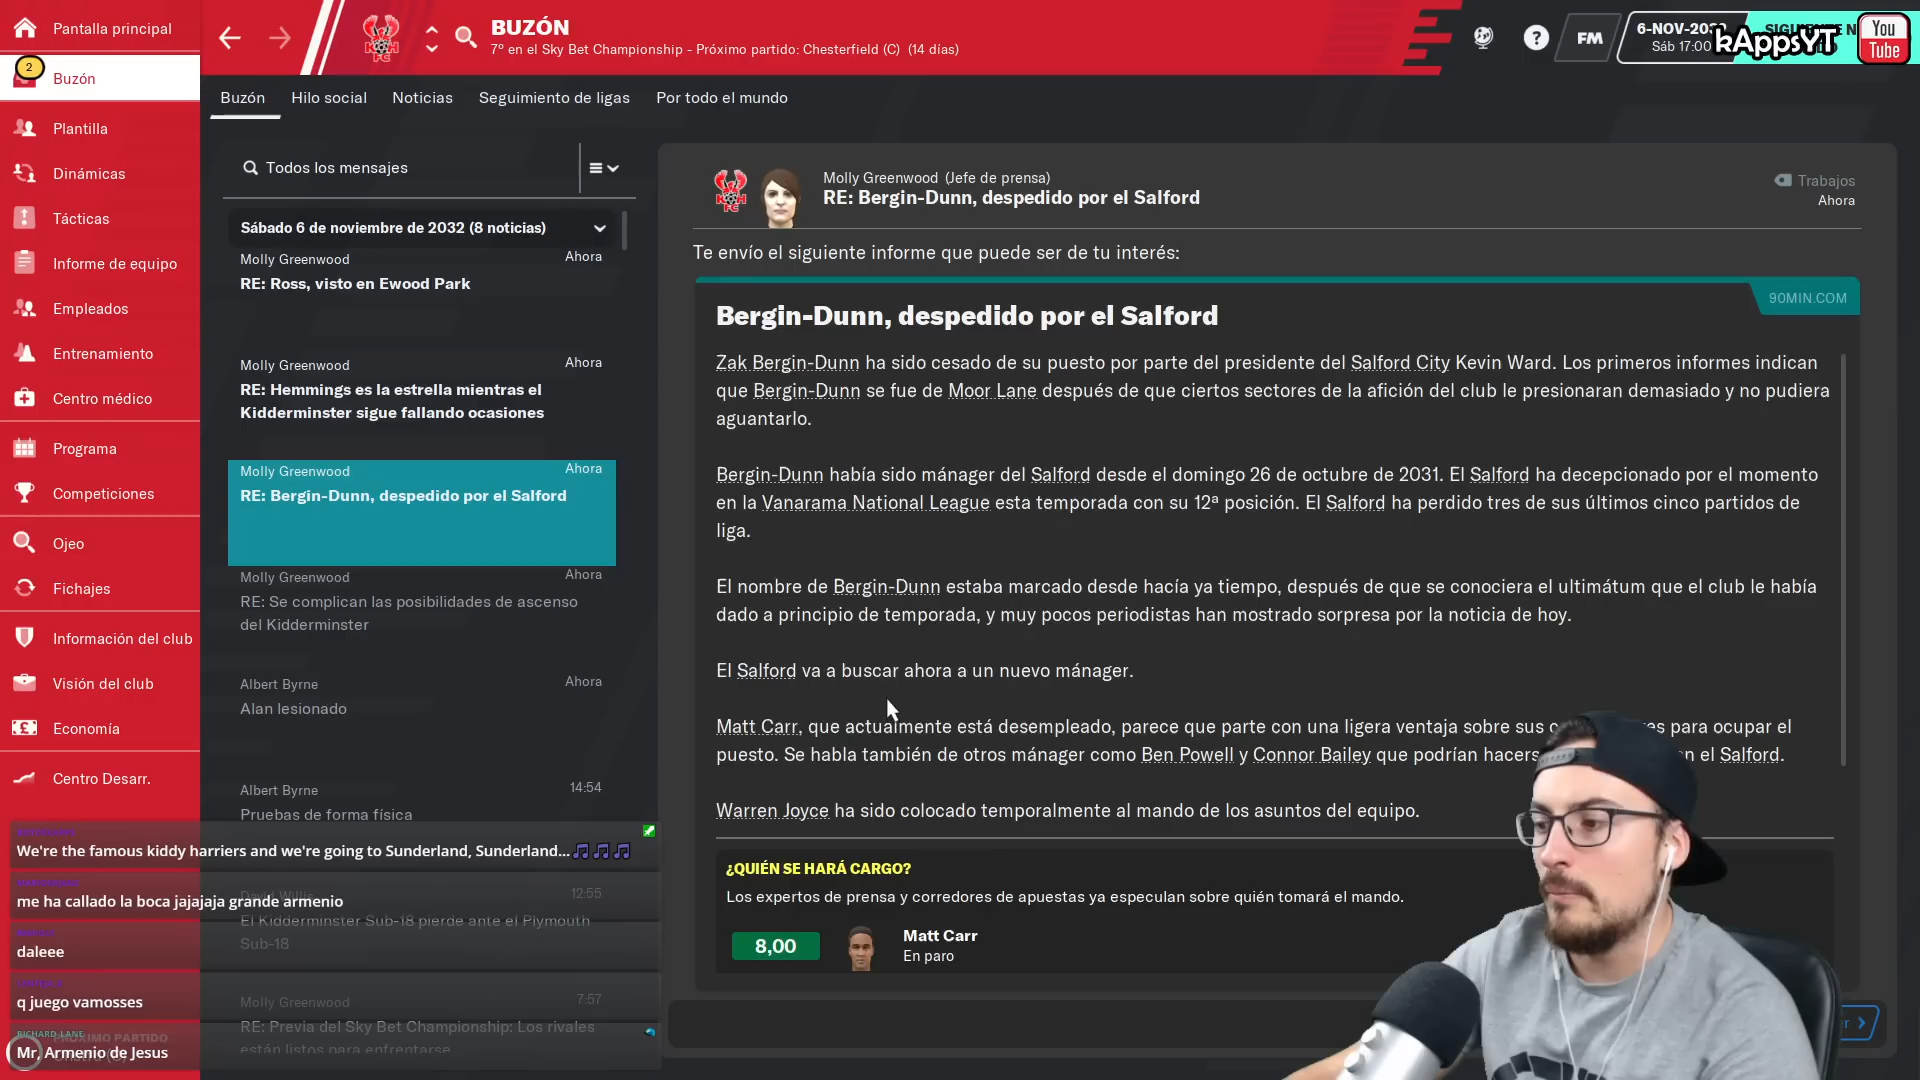 Pantalla principal
2
Buzón
Plantilla
Dinámicas
Tácticas
Informe de equipo
Empleados
Entrenamiento
Centro médico
Programa
Competiciones
Ojeo
Fichajes
Información del club
Visión del club
Economía
Centro Desarr.
BUZÓN
7º en el Sky Bet Championship - Próximo partido: Chesterfield (C) (14 días)
FM
6-NOV-2032
Sáb 17:00
SIGUIENTE N
kAppsYT
You
Tube
Buzón
Hilo social
Noticias
Seguimiento de ligas
Por todo el mundo
Todos los mensajes
Sábado 6 de noviembre de 2032 (8 noticias)
Molly Greenwood
Ahora
RE: Ross, visto en Ewood Park
Molly Greenwood
Ahora
RE: Hemmings es la estrella mientras el
Kidderminster sigue fallando ocasiones
Molly Greenwood
Ahora
RE: Bergin-Dunn, despedido por el Salford
Molly Greenwood
Ahora
RE: Se complican las posibilidades de ascenso
del Kidderminster
Albert Byrne
Ahora
Alan lesionado
Albert Byrne
14:54
Pruebas de forma física
David Willis
12:55
El Kidderminster Sub-18 pierde ante el Plymouth
Sub-18
Molly Greenwood
7:57
RE: Previa del Sky Bet Championship: Los rivales
están listos para enfrentarse
We're the famous kiddy harriers and we're going to Sunderland, Sunderland...
me ha callado la boca jajajaja grande armenio
daleee
q juego vamosses
RICHARD LANE
PRÓXIMO PARTIDO
Mr, Armenio de Jesus
Molly Greenwood (Jefe de prensa)
RE: Bergin-Dunn, despedido por el Salford
Trabajos
Ahora
Te envío el siguiente informe que puede ser de tu interés:
90MIN.COM
Bergin-Dunn, despedido por el Salford
Zak Bergin-Dunn ha sido cesado de su puesto por parte del presidente del Salford City Kevin Ward. Los primeros informes indican
que Bergin-Dunn se fue de Moor Lane después de que ciertos sectores de la afición del club le presionaran demasiado y no pudiera
aguantarlo.
Bergin-Dunn había sido mánager del Salford desde el domingo 26 de octubre de 2031. El Salford ha decepcionado por el momento
en la Vanarama National League esta temporada con su 12ª posición. El Salford ha perdido tres de sus últimos cinco partidos de
liga.
El nombre de Bergin-Dunn estaba marcado desde hacía ya tiempo, después de que se conociera el ultimátum que el club le había
dado a principio de temporada, y muy pocos periodistas han mostrado sorpresa por la noticia de hoy.
El Salford va a buscar ahora a un nuevo mánager.
Matt Carr, que actualmente está desempleado, parece que parte con una ligera ventaja sobre sus para ocupar el
puesto. Se habla también de otros mánager como Ben Powell y Connor Bailey que podrían el Salford.
Warren Joyce ha sido colocado temporalmente al mando de los asuntos del equipo.
¿QUIÉN SE HARÁ CARGO?
Los expertos de prensa y corredores de apuestas ya especulan sobre quién tomará el mando.
8,00
Matt Carr
En paro